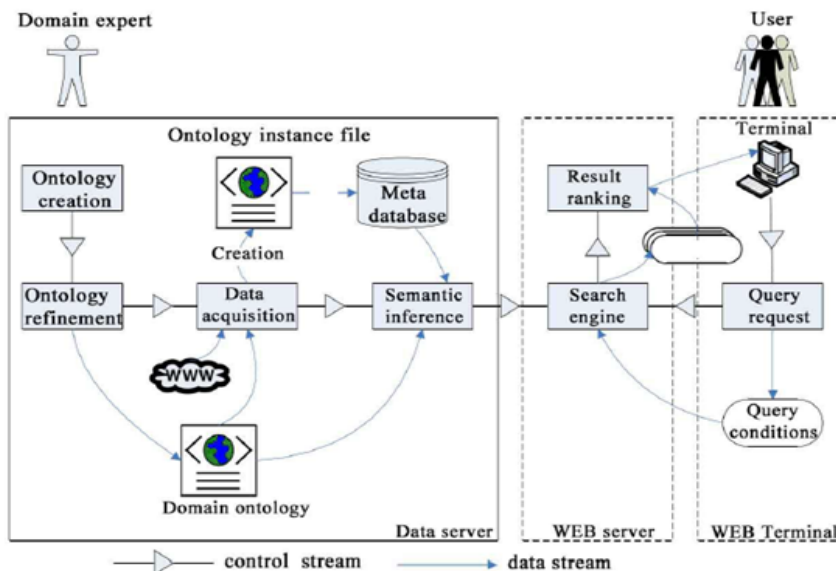 Domain expert
User
Ontology instance file
Terminal
Ontology
creation
Meta
database
Result
ranking
Creation
Ontology
refinement
Data
acquisition
Semantic
inference
Search
engine
Query
request
WWW
Query
conditions
Domain ontology
Data server
WEB server
WEB Terminal
control stream
data stream